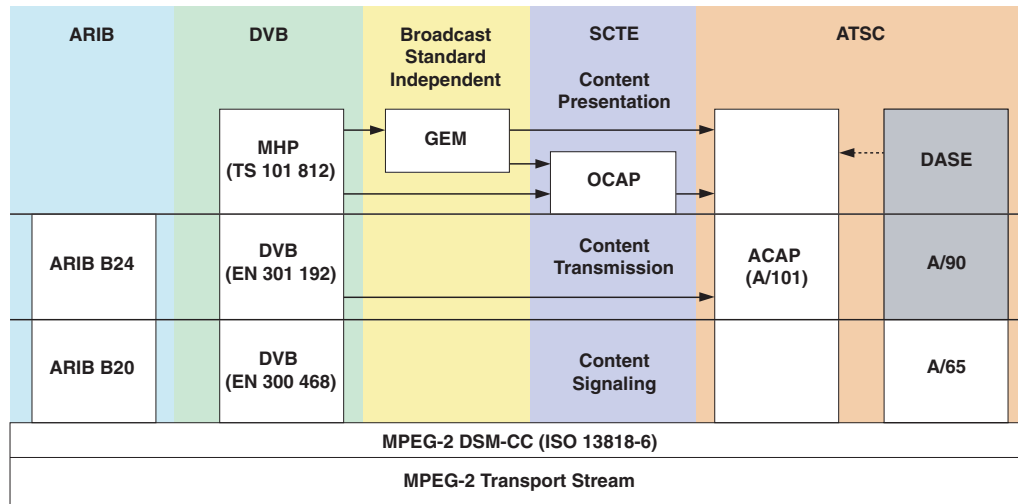 ARIB
DVB
Broadcast
Standard
Independent
SCTE
ATSC
Content
Presentation
MHP
(TS 101 812)
GEM
OCAP
DASE
ARIB B24
DVB
(EN 301 192)
Content
Transmission
ACAP
(A/101)
A/90
ARIB B20
DVB
(EN 300 468)
Content
Signaling
A/65
MPEG-2 DSM-CC (ISO 13818-6)
MPEG-2 Transport Stream